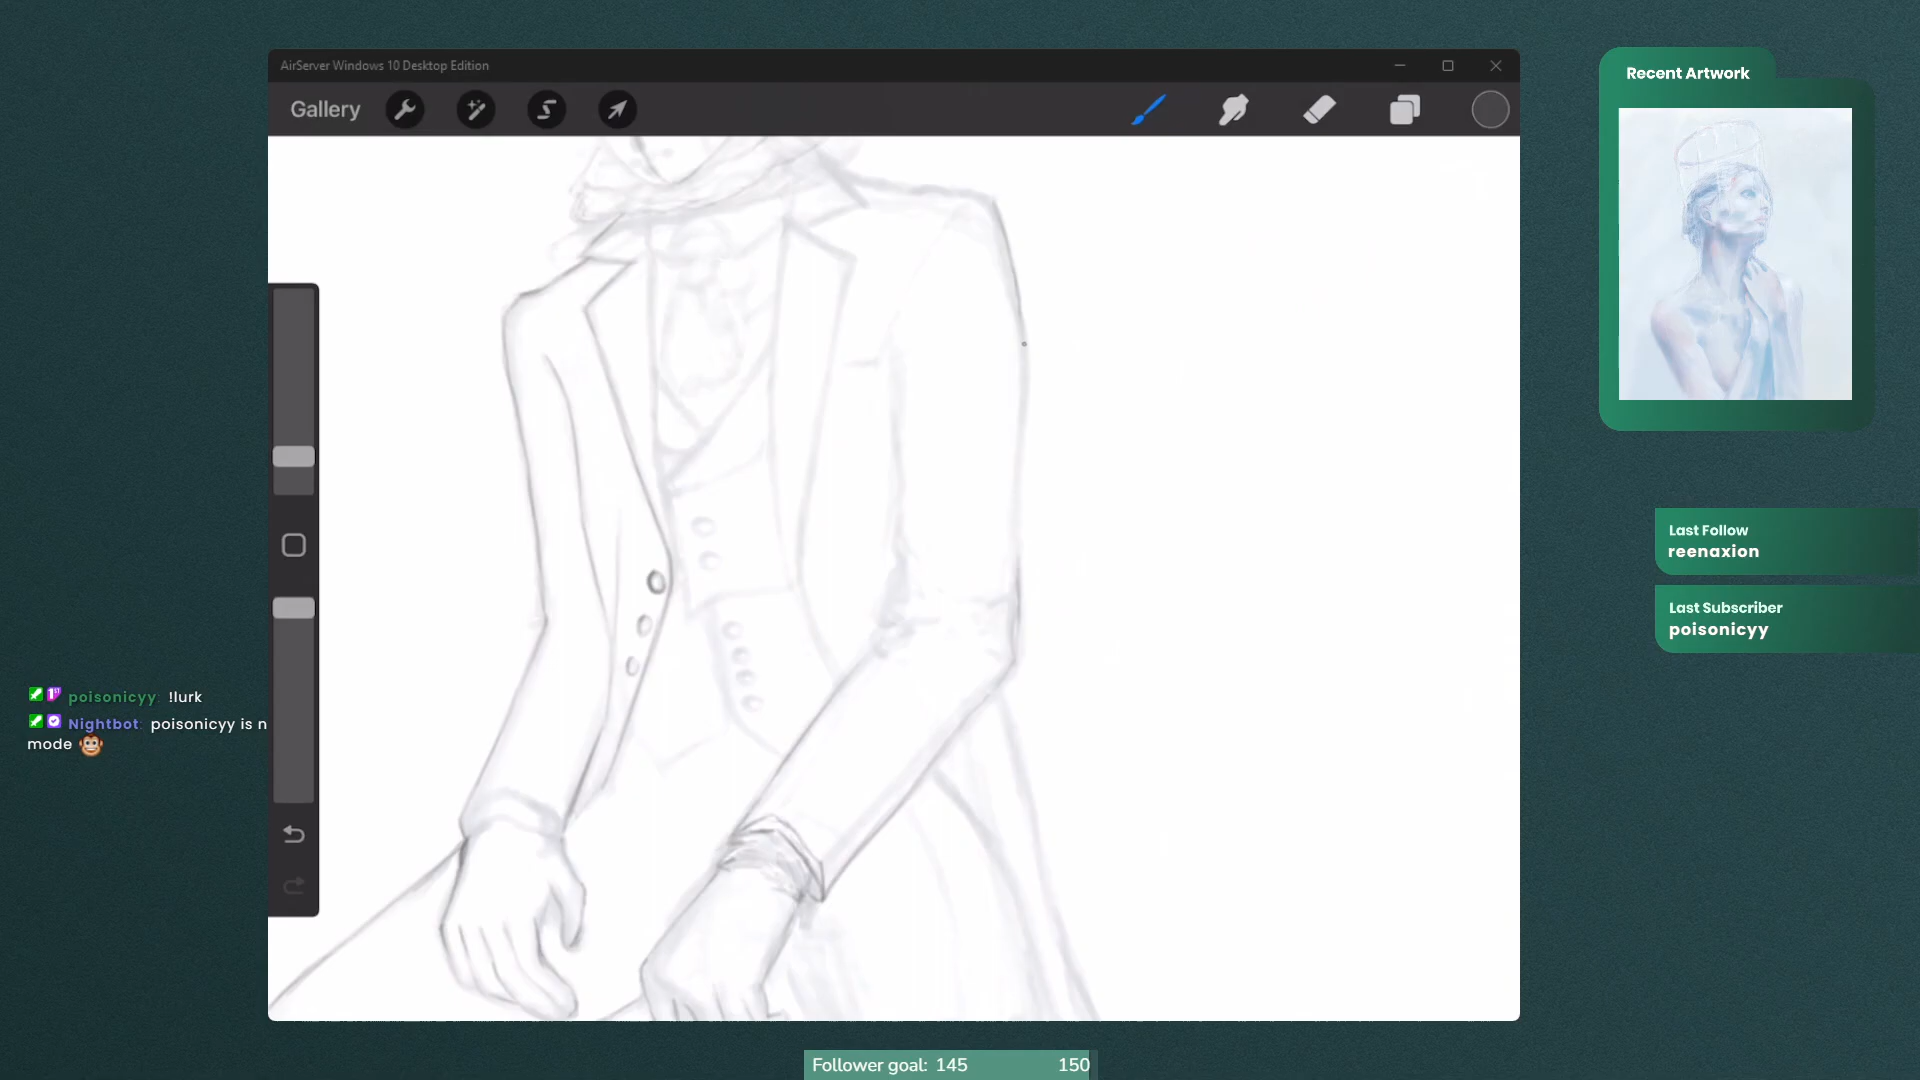 AirServer Windows 10 Desktop Edition
Gallery
Recent Artwork
Last Follow
reenaxion
Last Subscriber
poisonicyy
poisonicyy: !lurk
Nightbot: poisonicyy is n
mode
Follower goal: 145 150